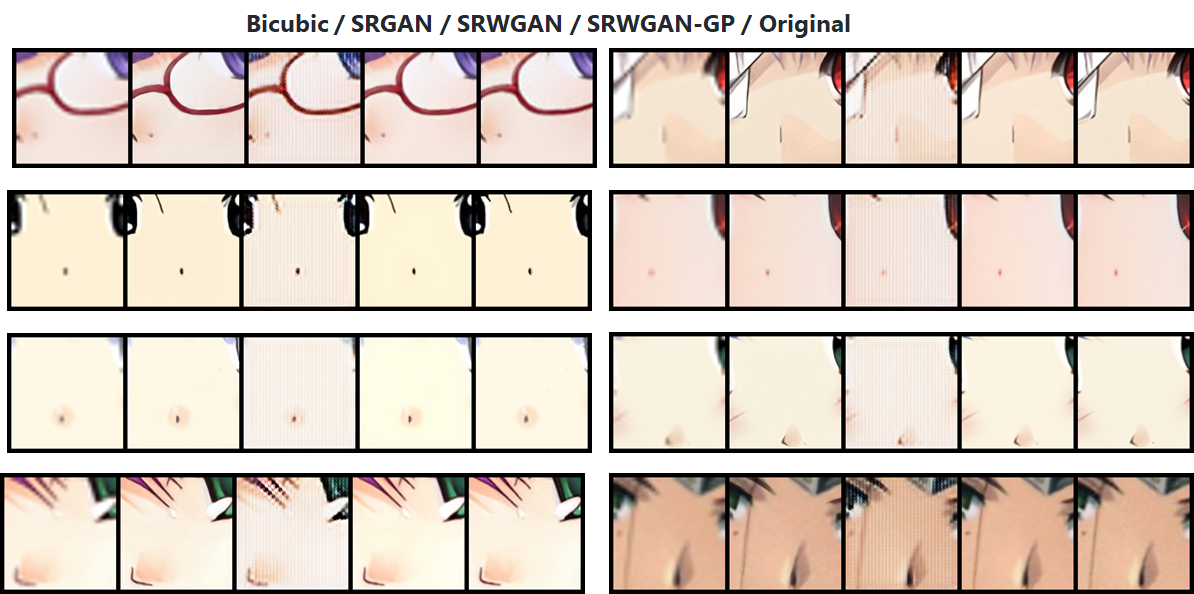 Bicubic / SRGAN / SRWGAN / SRWGAN-GP / Original